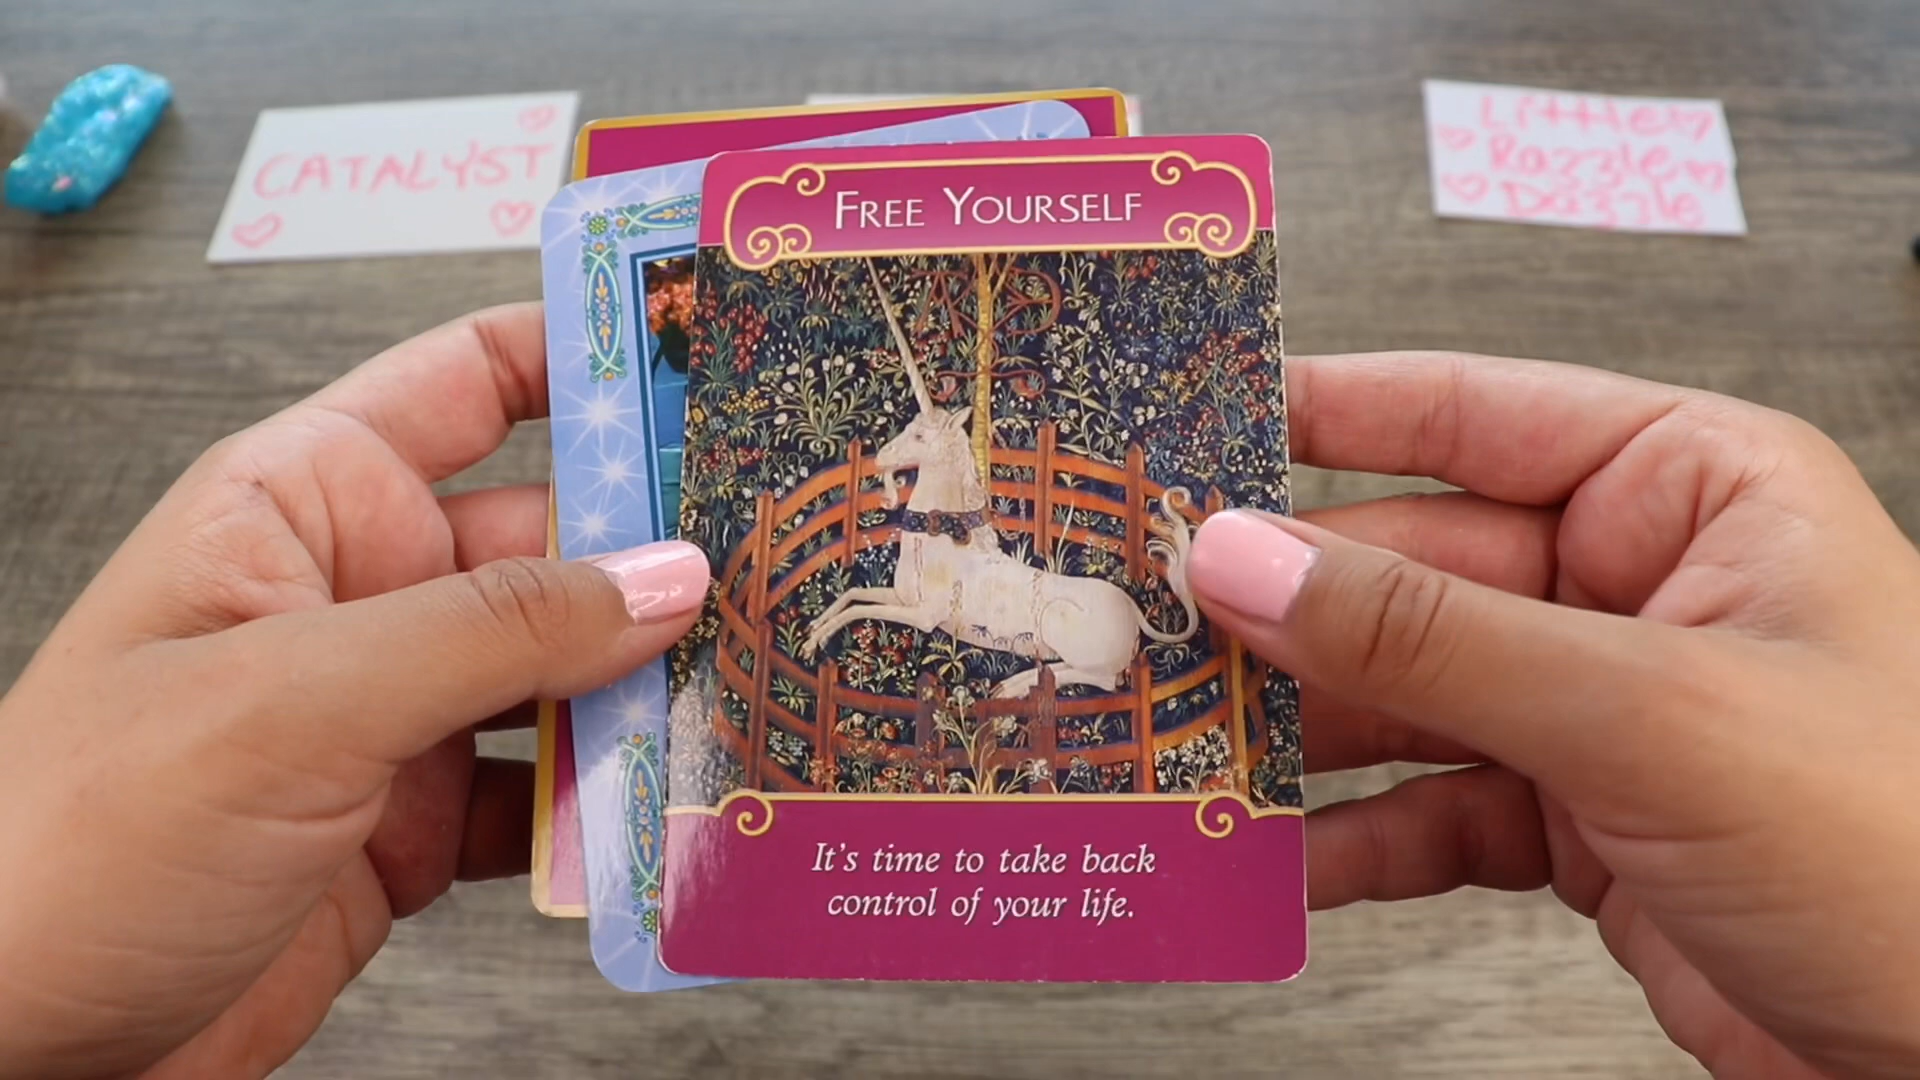 CATALYST
Little
Razzle
Dazzle
FREE YOURSELF
It's time to take back
control of your life.